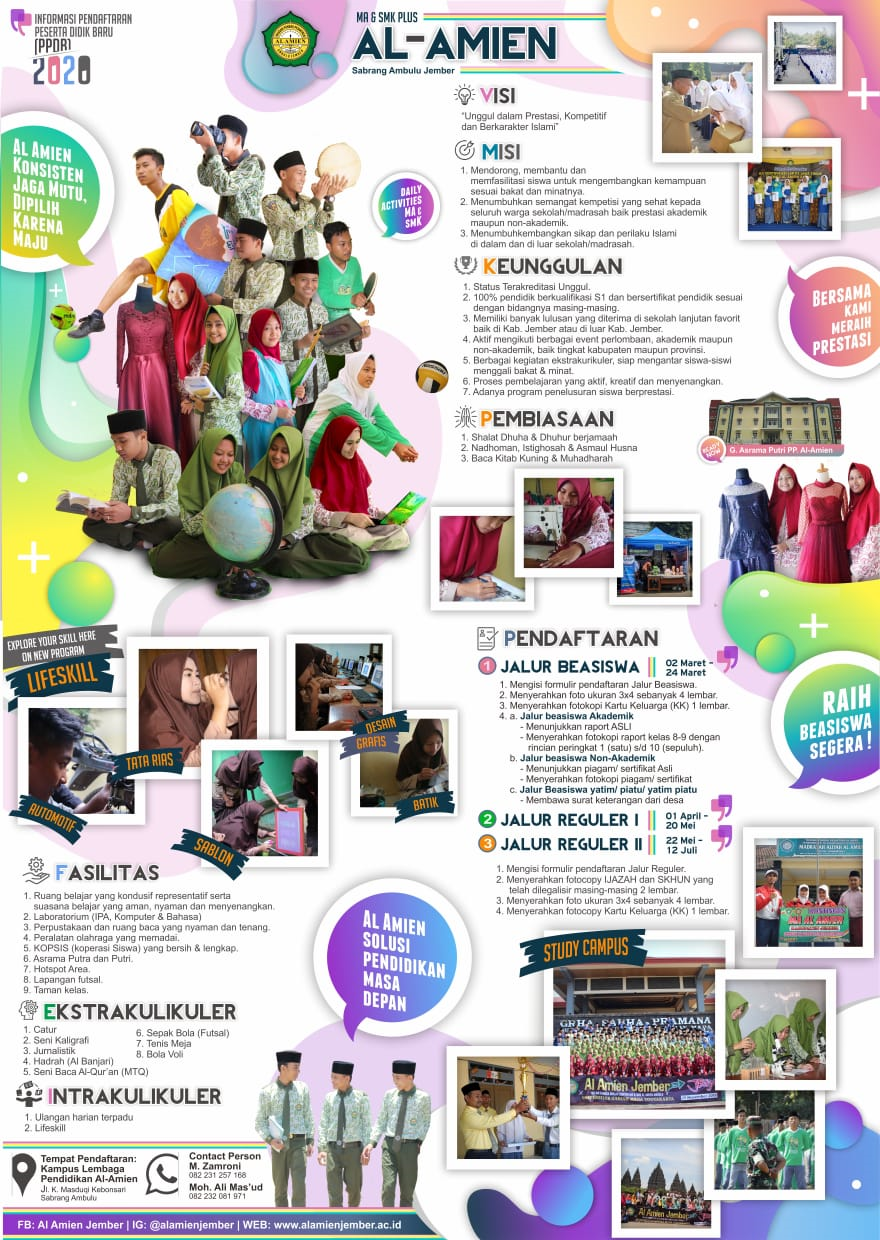 INFORMASI PENDAFTARAN
PESERTA DIDIK BARU
(PPDB)
2020
MA & SMK PLUS
AL-AMIEN
Sabrang Ambulu Jember
AL AMIEN
KONSISTEN
JAGA MUTU,
DIPILIH
KARENA
MAJU
DAILY
ACTIVITIES
MA &
SMK
VISI
"Unggul dalam Prestasi, Kompetitif
dan Berkarakter Islami"
MISI
1. Mendorong, membantu dan
memfasilitasi siswa untuk mengembangkan kemampuan
sesuai bakat dan minatnya.
2. Menumbuhkan semangat kempetisi yang sehat kepada
seluruh warga sekolah/madrasah baik prestasi akademik
maupun non-akademik.
3. Menumbuhkembangkan sikap dan perilaku Islami
di dalam dan di luar sekolah/madrasah.
KEUNGGULAN
1. Status Terakreditasi Unggul.
2. 100% pendidik berkualifikasi S1 dan bersertifikat pendidik sesuai
dengan bidangnya masing-masing.
3. Memiliki banyak lulusan yang diterima di sekolah lanjutan favorit
baik di Kab. Jember atau di luar Kab. Jember.
4. Aktif mengikuti berbagai event perlombaan, akademik maupun
non-akademik, baik tingkat kabupaten maupun provinsi.
5. Berbagai kegiatan ekstrakurikuler, siap mengantar siswa-siswi
menggali bakat & minat.
6. Proses pembelajaran yang aktif, kreatif dan menyenangkan.
7. Adanya program penelusuran siswa berprestasi.
BERSAMA
KAMI
MERAIH
PRESTASI
PEMBIASAAN
1. Shalat Dhuha & Dhuhur berjamaah
2. Nadhoman, Istighosah & Asmaul Husna
3. Baca Kitab Kuning & Muhadharah
READY
NOW
G. Asrama Putri PP. Al-Amien
EXPLORE YOUR SKILL HERE
ON NEW PROGRAM
LIFESKILL
AUTOMOTIF
TATA RIAS
SABLON
DESAIN
GRAFIS
BATIK
PENDAFTARAN
1 JALUR BEASISWA
02 Maret -
24 Maret
1. Mengisi formulir pendaftaran Jalur Beasiswa.
2. Menyerahkan foto ukuran 3x4 sebanyak 4 lembar.
3. Menyerahkan fotokopi Kartu Keluarga (KK) 1 lembar.
4. a. Jalur beasiswa Akademik
- Menunjukkan raport ASLI
- Menyerahkan fotokopi raport kelas 8-9 dengan
rincian peringkat 1 (satu) s/d 10 (sepuluh).
b. Jalur beasiswa Non-Akademik
- Menunjukkan piagam/ sertifikat Asli
- Menyerahkan fotokopi piagam/ sertifikat
c. Jalur Beasiswa yatim/ piatu/ yatim piatu
- Membawa surat keterangan dari desa
2 JALUR REGULER I
01 April -
20 Mei
3 JALUR REGULER II
22 Mei -
12 Juli
1. Mengisi formulir pendaftaran Jalur Reguler.
2. Menyerahkan fotocopy IJAZAH dan SKHUN yang
telah dilegalisir masing-masing 2 lembar.
3. Menyerahkan foto ukuran 3x4 sebanyak 4 lembar.
4. Menyerahkan fotocopy Kartu Keluarga (KK) 1 lembar.
RAIH
BEASISWA
SEGERA !
FASILITAS
1. Ruang belajar yang kondusif representatif serta
suasana belajar yang aman, nyaman dan menyenangkan.
2. Laboratorium (IPA, Komputer & Bahasa)
3. Perpustakaan dan ruang baca yang nyaman dan tenang.
4. Peralatan olahraga yang memadai.
5. KOPSIS (koperasi Siswa) yang bersih & lengkap.
6. Asrama Putra dan Putri.
7. Hotspot Area.
8. Lapangan futsal.
9. Taman kelas.
AL AMIEN
SOLUSI
PENDIDIKAN
MASA
DEPAN
EKSTRAKULIKULER
1. Catur
2. Seni Kaligrafi
3. Jurnalistik
4. Hadrah (Al Banjari)
5. Seni Baca Al-Qur'an (MTQ)
6. Sepak Bola (Futsal)
7. Tenis Meja
8. Bola Voli
INTRAKULIKULER
1. Ulangan harian terpadu
2. Lifeskill
STUDY CAMPUS
GRHA SABHA PRAMANA
Al Amien Jember
Al Amien Jember
Tempat Pendaftaran:
Kampus Lembaga
Pendidikan Al-Amien
Jl. K. Masduqi Kebonsari
Sabrang Ambulu
Contact Person
M. Zamroni
082 231 257 168
Moh. Ali Mas'ud
082 232 081 971
FB: Al Amien Jember | IG: @alamienjember | WEB: www.alamienjember.ac.id